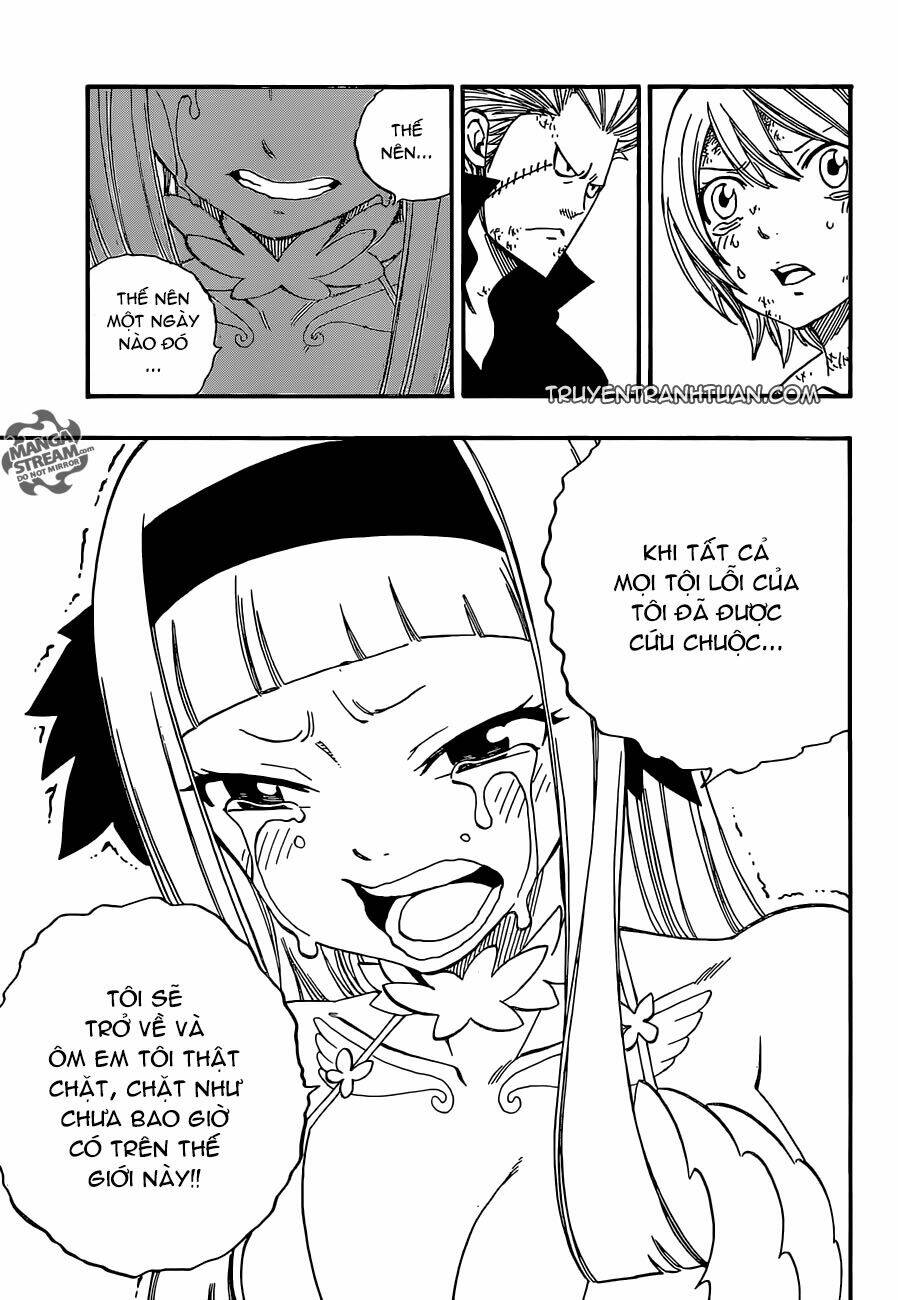 THẾ
NÊN...
THẾ NÊN
MỘT NGÀY
NÀO ĐÓ
...
TRUYENTRANHTUAN.COM
MANGA
STREAM.COM
DO NOT MIRROR
KHI TẤT CẢ
MỌI TỘI LỖI CỦA
TÔI ĐÃ ĐƯỢC
CỨU CHUỘC...
TÔI SẼ
TRỞ VỀ VÀ
ÔM EM TÔI THẬT
CHẶT, CHẶT NHƯ
CHƯA BAO GIỜ
CÓ TRÊN THẾ
GIỚI NÀY!!